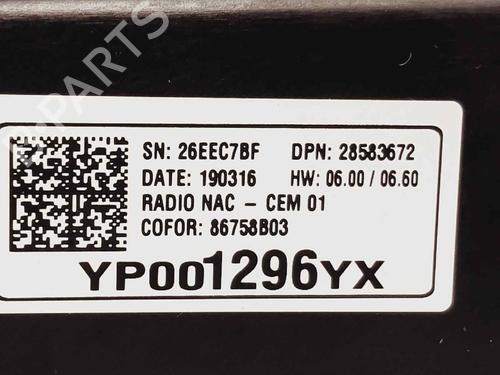 SN: 26EEC7BF DPN: 28583672
DATE: 190316 HW: 06.00 / 06.60
RADIO NAC - CEM 01
COFOR: 86758B03
YP001296YX